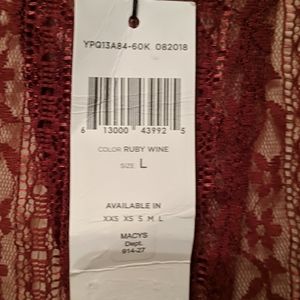 YPQ13A84-60K 082018
6 13000 43992 5
COLOR RUBY WINE
SIZE: L
AVAILABLE IN
XXS XS S M L
MACYS
Dept.
914-27